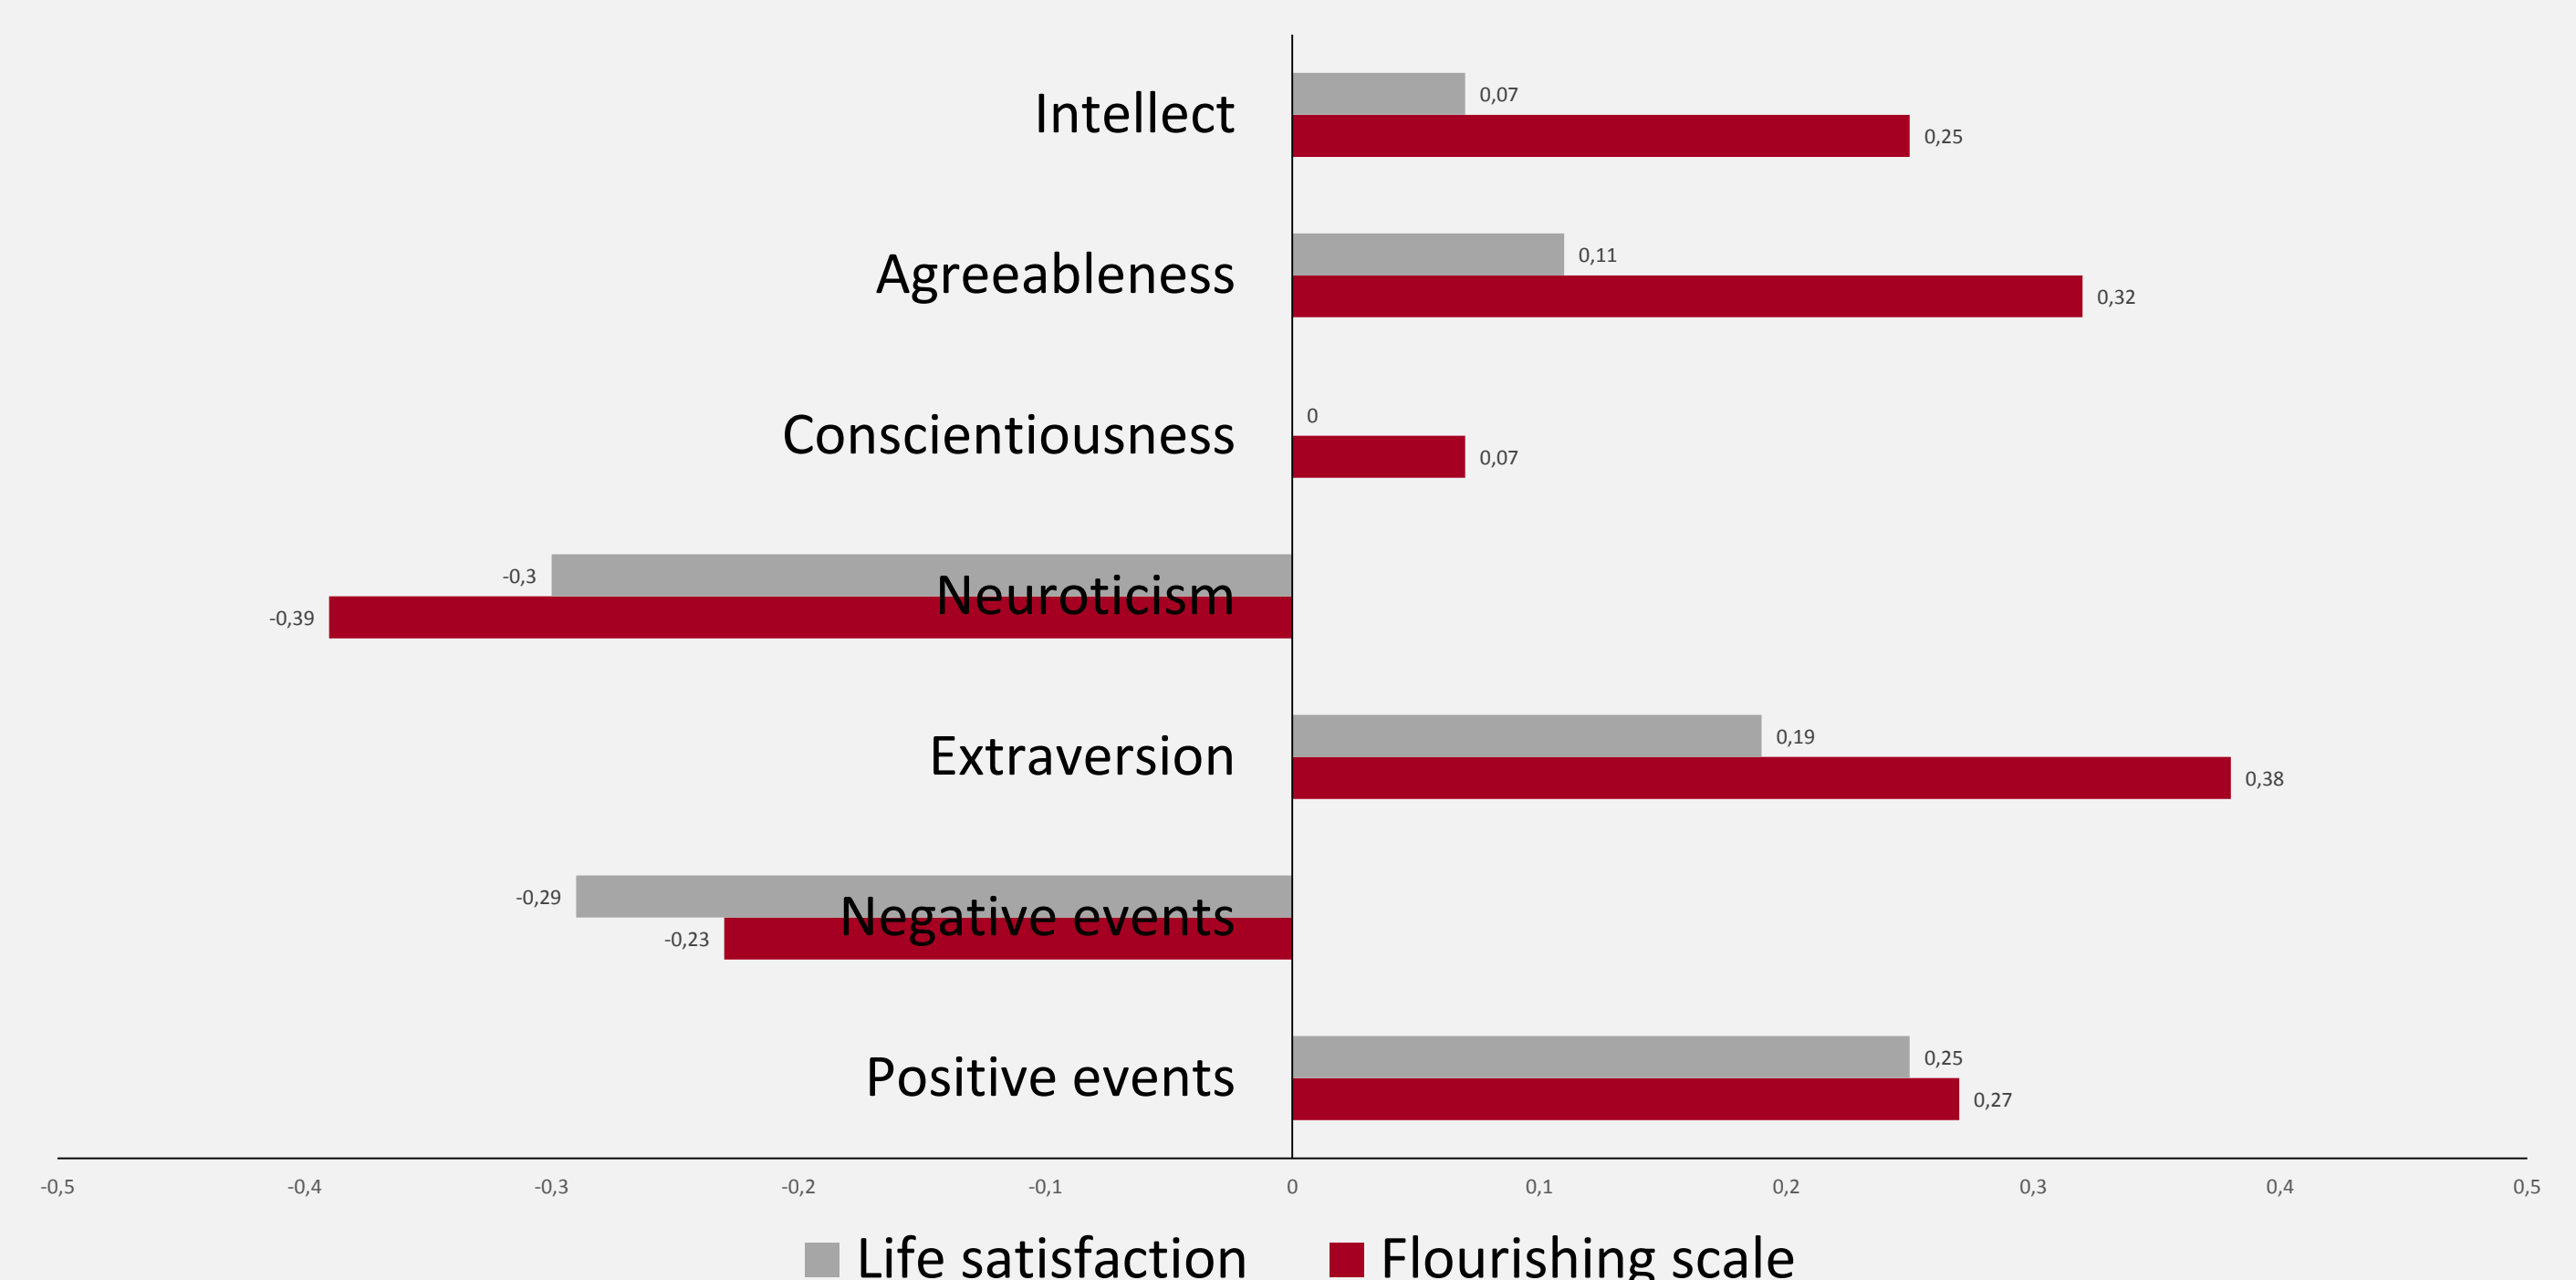 Intellect
0,07
0,25
Agreeableness
0,11
0,32
Conscientiousness
0
0,07
Neuroticism
-0,3
-0,39
Extraversion
0,19
0,38
Negative events
-0,29
-0,23
Positive events
0,25
0,27
-0,5 -0,4 -0,3 -0,2 -0,1 0 0,1 0,2 0,3 0,4 0,5
Life satisfaction Flourishing scale